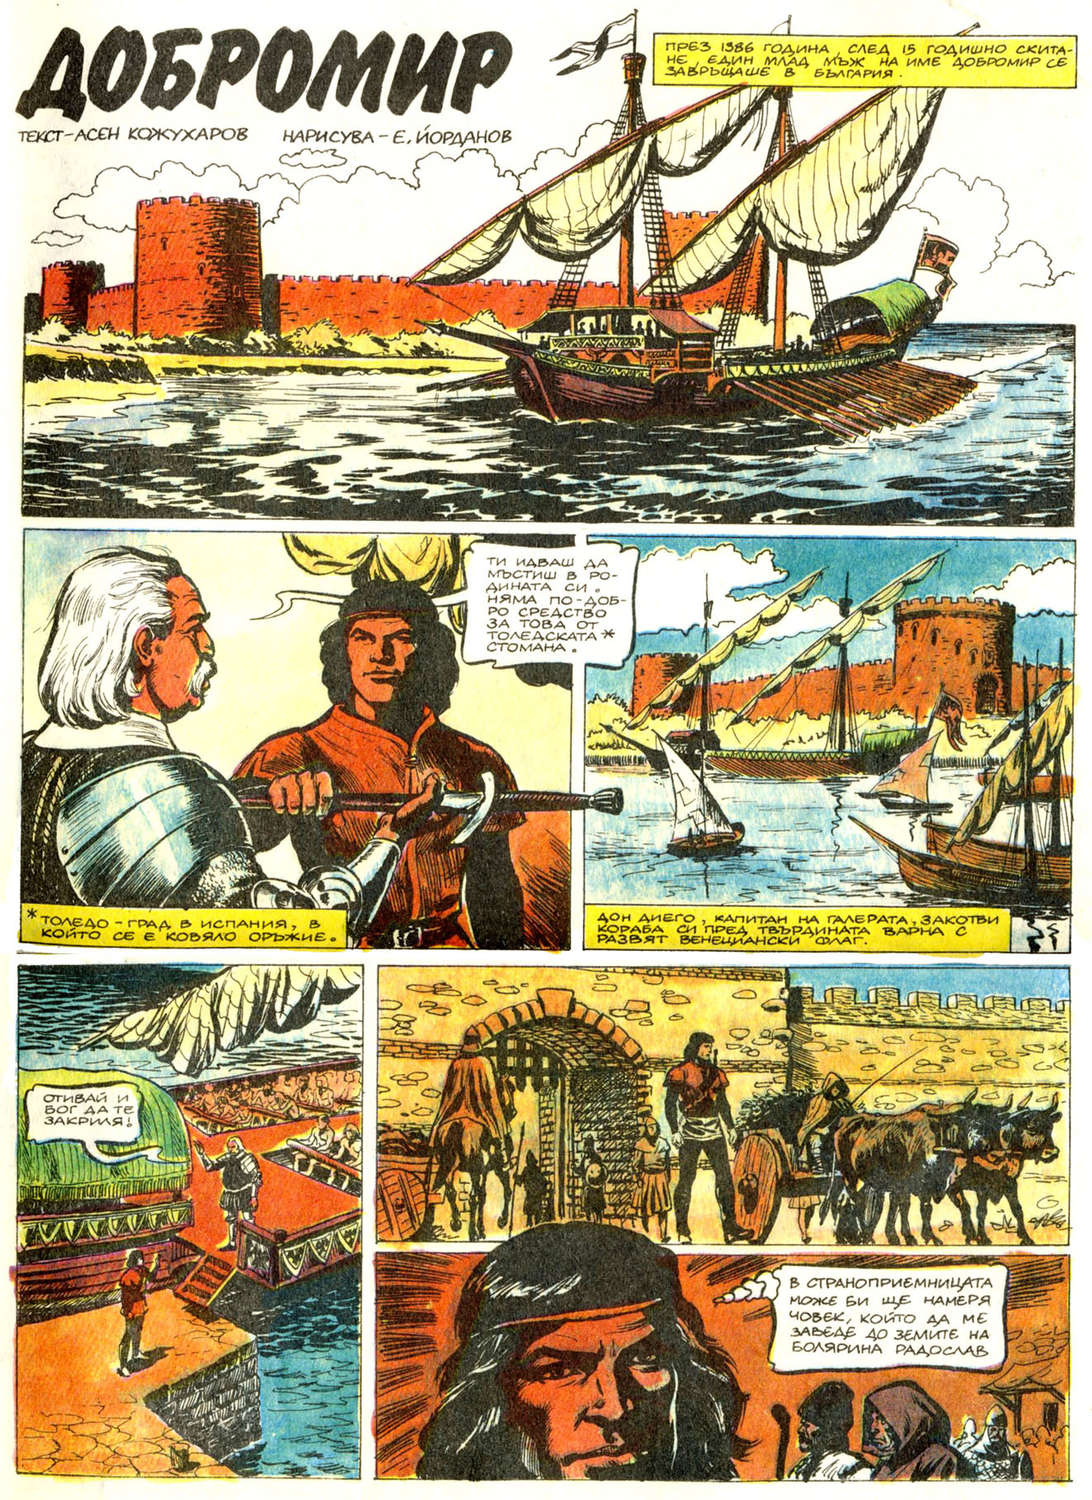 ДОБРОМИР
ТЕКСТ-АСЕН КОЖУХАРОВ НАРИСУВА-Е. ЙОРДАНОВ
ПРЕЗ 1386 ГОДИНА, СЛЕД 15 ГОДИШНО СКИТА-
НЕ, ЕДИН МЛАД МЪЖ НА ИМЕ ДОБРОМИР СЕ
ЗАВРЪЩАШЕ В БЪЛГАРИЯ.
ТИ ИДВАШ ДА
МЪСТИШ В РО-
ДИНАТА СИ.
НЯМА ПО-ДОБ-
РО СРЕДСТВО
ЗА ТОВА ОТ
ТОЛЕДСКАТА *
СТОМАНА.
* ТОЛЕДО-ГРАД В ИСПАНИЯ, В
КОЙТО СЕ Е КОВЯЛО ОРЪЖИЕ.
ДОН ДИЕГО, КАПИТАН НА ГАЛЕРАТА, ЗАКОТВИ
КОРАБА СИ ПРЕД ТВЪРДИНАТА ВАРНА С
РАЗВЯТ ВЕНЕЦИАНСКИ ФЛАГ.
ОТИВАЙ И
БОГ ДА ТЕ
ЗАКРИЛЯ!
В СТРАНОПРИЕМНИЦАТА
МОЖЕ БИ ЩЕ НАМЕРЯ
ЧОВЕК, КОЙТО ДА МЕ
ЗАВЕДЕ ДО ЗЕМИТЕ НА
БОЛЯРИНА РАДОСЛАВ